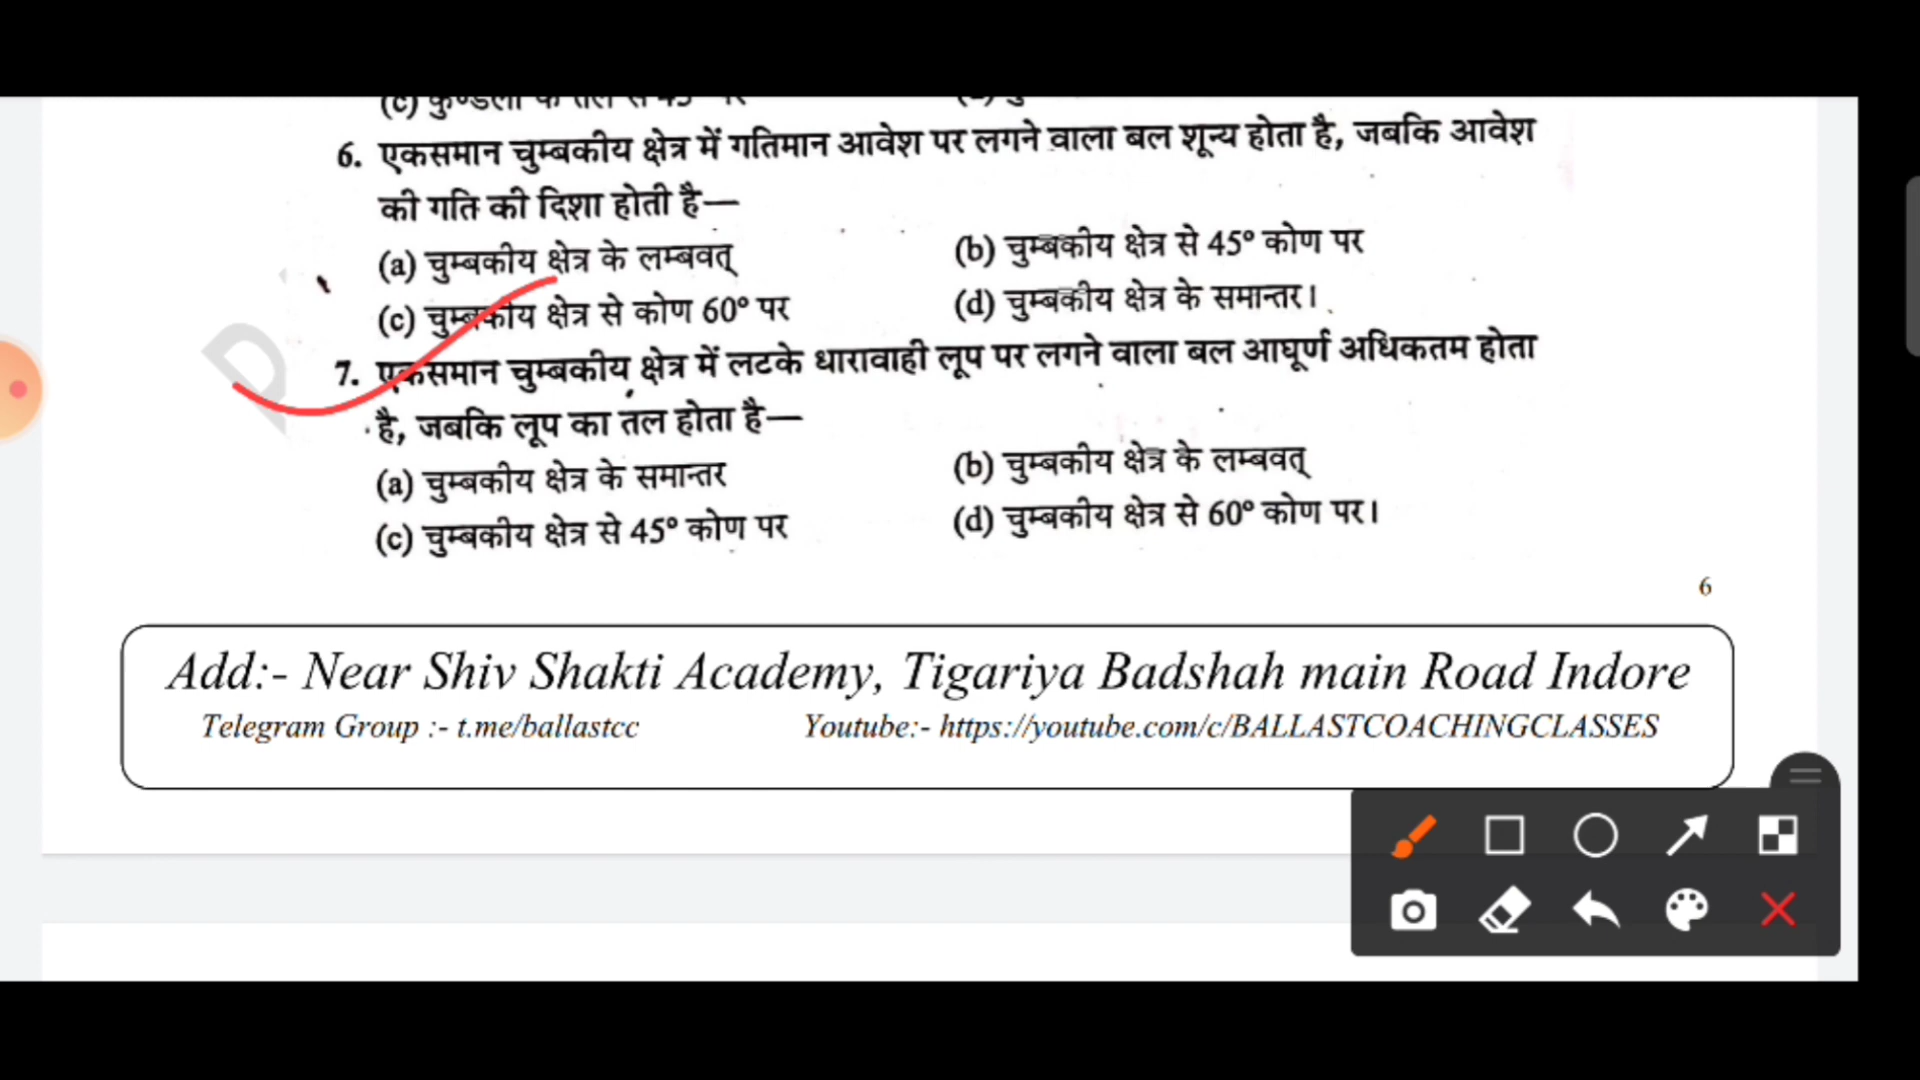 6. एकसमान चुम्बकीय क्षेत्र में गतिमान आवेश पर लगने वाला बल शून्य होता है, जबकि आवेश
की गति की दिशा होती है—
(a) चुम्बकीय क्षेत्र के लम्बवत् (b) चुम्बकीय क्षेत्र से 45° कोण पर
(c) चुम्बकीय क्षेत्र से कोण 60° पर (d) चुम्बकीय क्षेत्र के समान्तर।
7. एकसमान चुम्बकीय क्षेत्र में लटके धारावाही लूप पर लगने वाला बल आघूर्ण अधिकतम होता
है, जबकि लूप का तल होता है—
(a) चुम्बकीय क्षेत्र के समान्तर (b) चुम्बकीय क्षेत्र के लम्बवत्
(c) चुम्बकीय क्षेत्र से 45° कोण पर (d) चुम्बकीय क्षेत्र से 60° कोण पर।
6
Add:- Near Shiv Shakti Academy, Tigariya Badshah main Road Indore
Telegram Group :- t.me/ballastcc Youtube:- https://youtube.com/c/BALLASTCOACHINGCLASSES